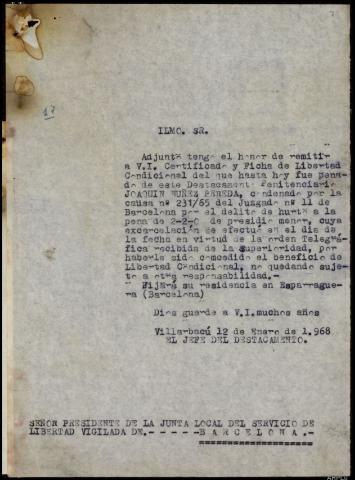 17
ILMO. SR.
Adjunto tengo el honor de remitir
a V.I. Certificado y Ficha de Libertad
Condicional del que hasta hoy fue pena-
do de este Destacamento Penitenciario
JOAQUIN NUÑEZ PEREDA, condenado por la
causa nº 231/65 del Juzgado nº 11 de
Barcelona por el delito de hurto a la
pena de 2-2-0 de presidio menor, cuya
excarcelación se efectuó en el día de
la fecha en virtud de la orden Telegrá-
fica recibida de la Superioridad, por
haberle sido concedido el beneficio de
Libertad Condicional, no quedando suje-
to a otra responsabilidad.-
Fijará su residencia en Esparrague-
ra (Barcelona)
Dios guarde a V.I. muchos años
Villarbacú 12 de Enero de 1.968
EL JEFE DEL DESTACAMENTO.
SEÑOR PRESIDENTE DE LA JUNTA LOCAL DEL SERVICIO DE
LIBERTAD VIGILADA DE.- - - - - - B A R C E L O N A .-